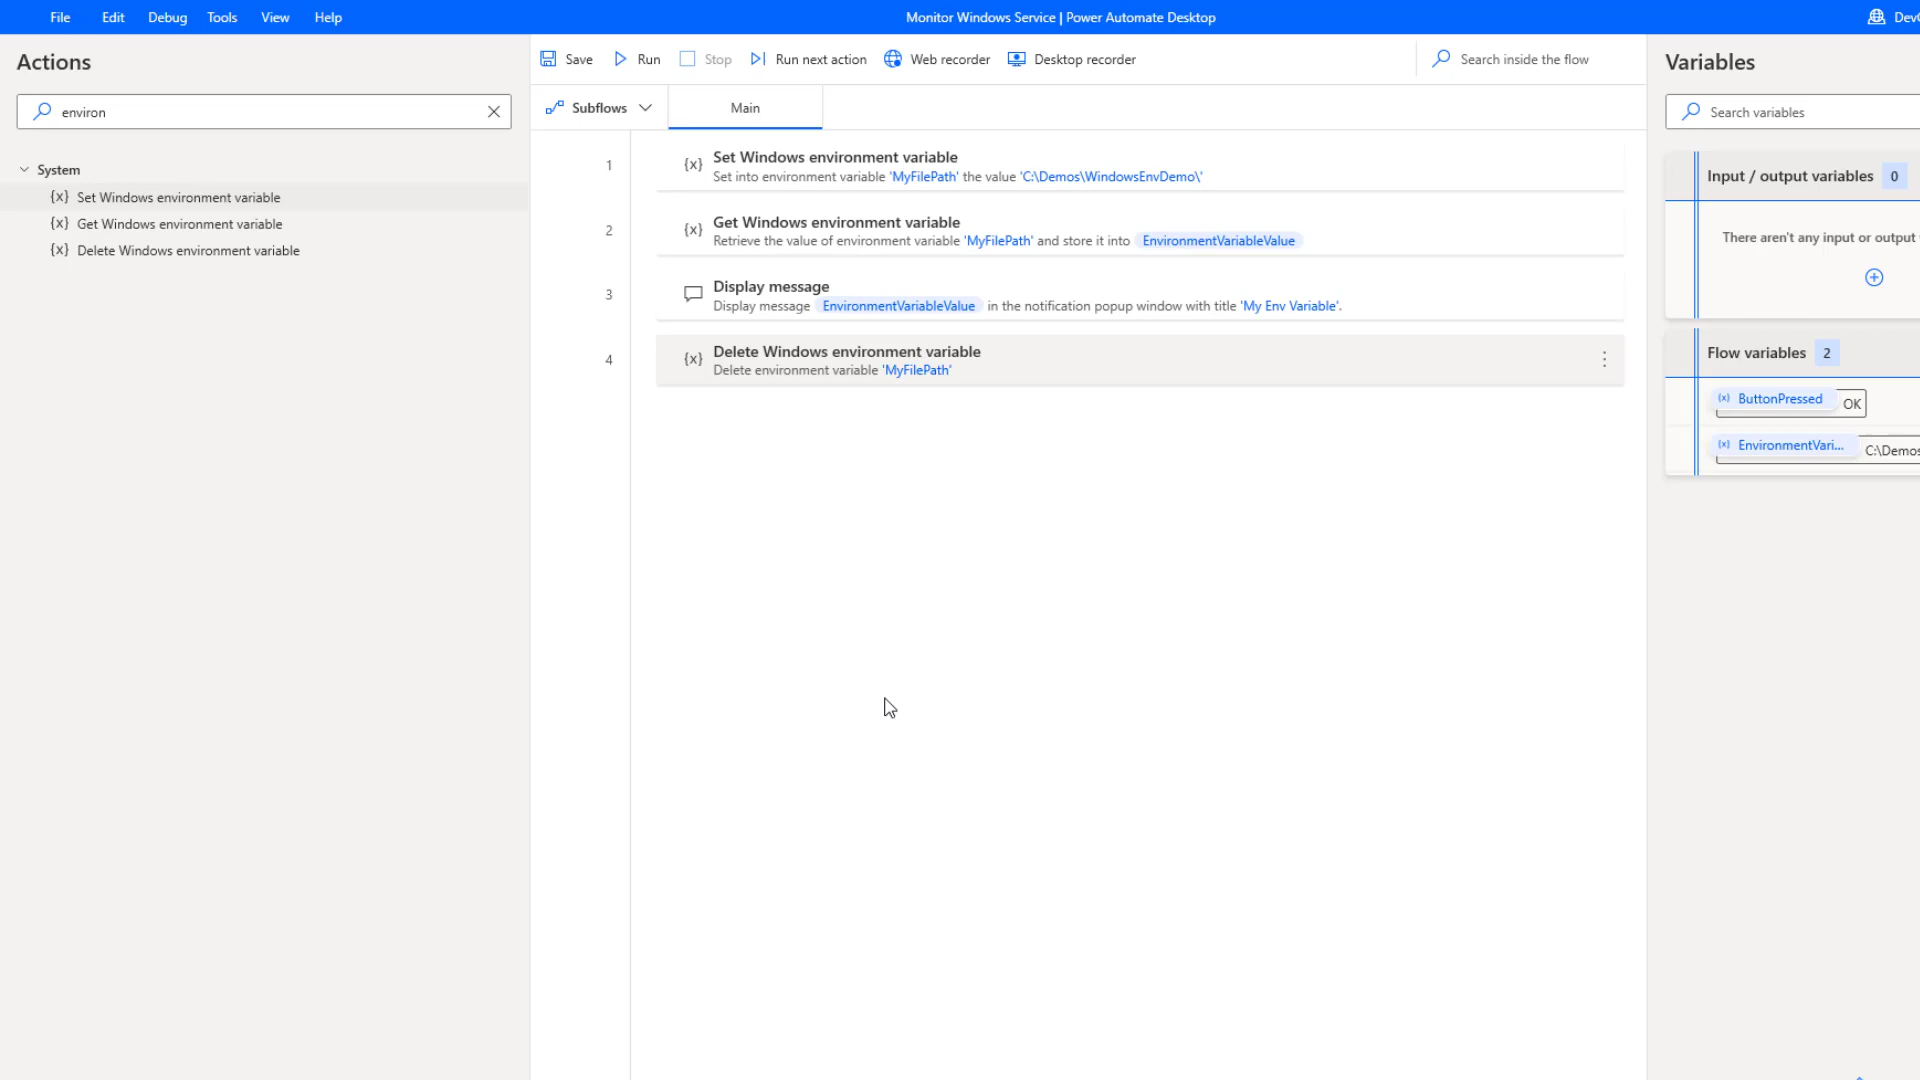 File Edit Debug Tools View Help Monitor Windows Service | Power Automate Desktop
Actions
environ
System
{x} Set Windows environment variable
{x} Get Windows environment variable
{x} Delete Windows environment variable
Save Run Stop Run next action Web recorder Desktop recorder Search inside the flow
Subflows Main
1 {x} Set Windows environment variable
Set into environment variable 'MyFilePath' the value 'C:\Demos\WindowsEnvDemo\'
2 {x} Get Windows environment variable
Retrieve the value of environment variable 'MyFilePath' and store it into EnvironmentVariableValue
3 Display message
Display message EnvironmentVariableValue in the notification popup window with title 'My Env Variable'.
4 {x} Delete Windows environment variable
Delete environment variable 'MyFilePath'
Variables
Search variables
Input / output variables 0
There aren't any input or output
Flow variables 2
(x) ButtonPressed OK
(x) EnvironmentVari... C:\Demos